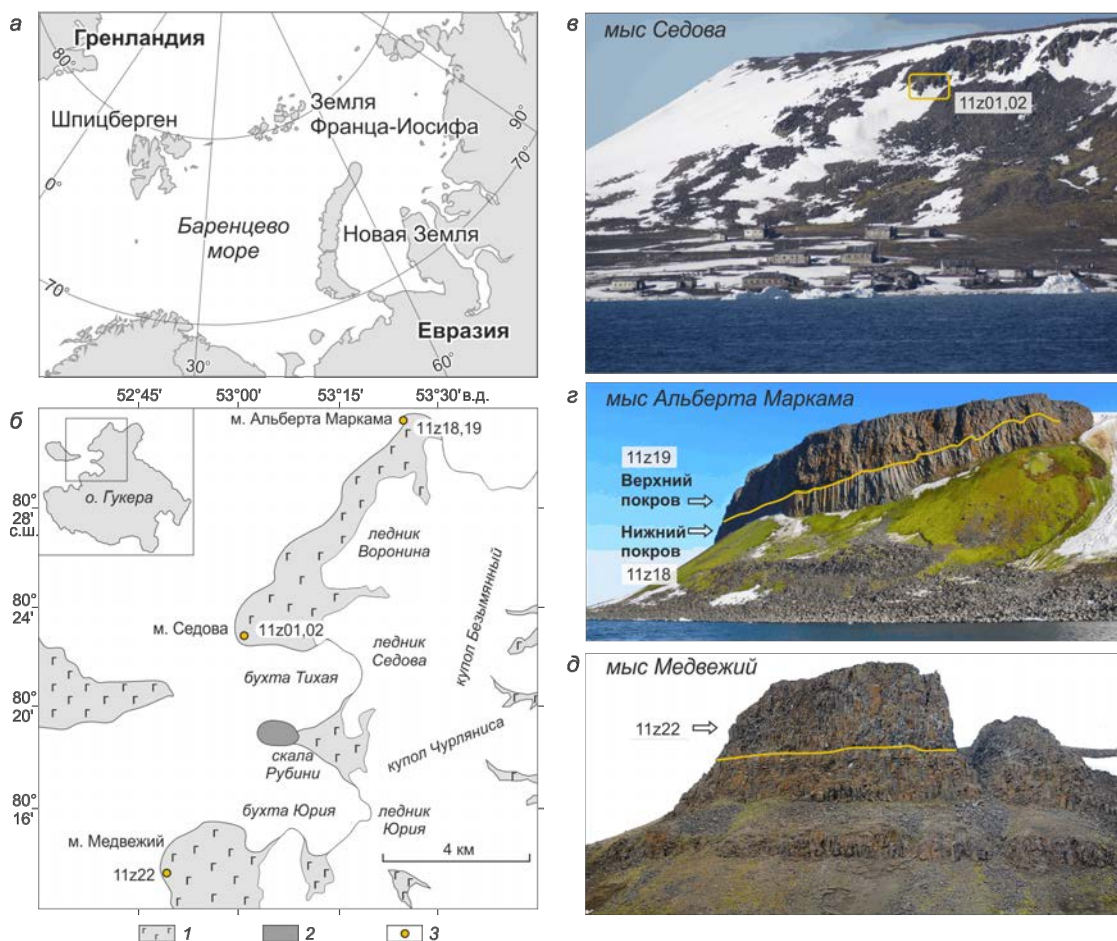 а
Гренландия
80°
Шпицберген
Земля
Франца-Иосифа
90°
70°
0°
Баренцево
море
Новая Земля
70°
Евразия
30°
60°
52°45'
53°00'
53°15'
53°30' в.д.
б
м. Альберта Маркама
11z18,19
о. Гукера
80°
28'
с.ш.
ледник
Воронина
80°
24'
м. Седова
11z01,02
ледник
Седова
купол Безымянный
бухта Тихая
80°
20'
скала
Рубини
купол Чурляниса
80°
16'
бухта Юрия
ледник
Юрия
м. Медвежий
4 км
11z22
г г г
1
2
3
в
мыс Седова
11z01,02
г
мыс Альберта Маркама
11z19
Верхний
покров
Нижний
покров
11z18
д
мыс Медвежий
11z22